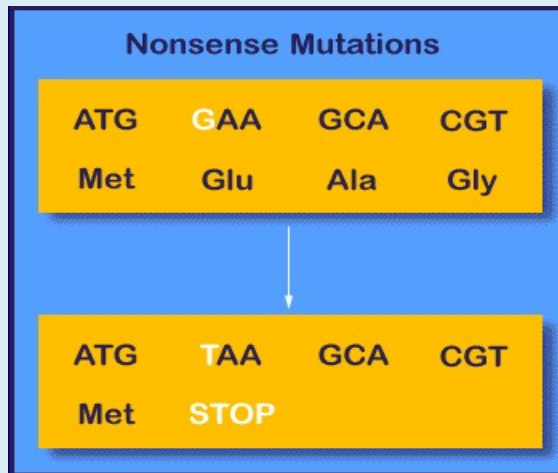 Nonsense Mutations
ATG GAA GCA CGT
Met Glu Ala Gly
ATG TAA GCA CGT
Met STOP